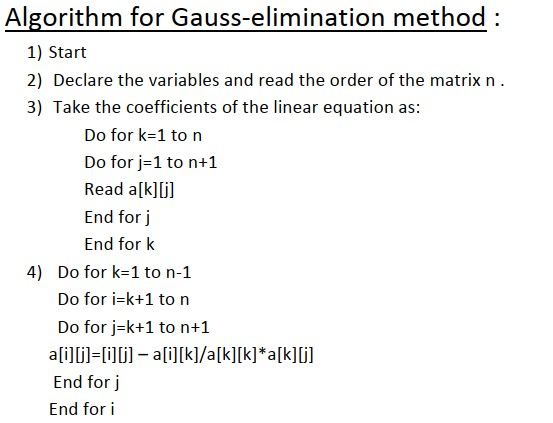 Algorithm for Gauss-elimination method :
1) Start
2) Declare the variables and read the order of the matrix n .
3) Take the coefficients of the linear equation as:
Do for k=1 to n
Do for j=1 to n+1
Read a[k][j]
End for j
End for k
4) Do for k=1 to n-1
Do for i=k+1 to n
Do for j=k+1 to n+1
a[i][j]=[i][j] – a[i][k]/a[k][k]*a[k][j]
End for j
End for i